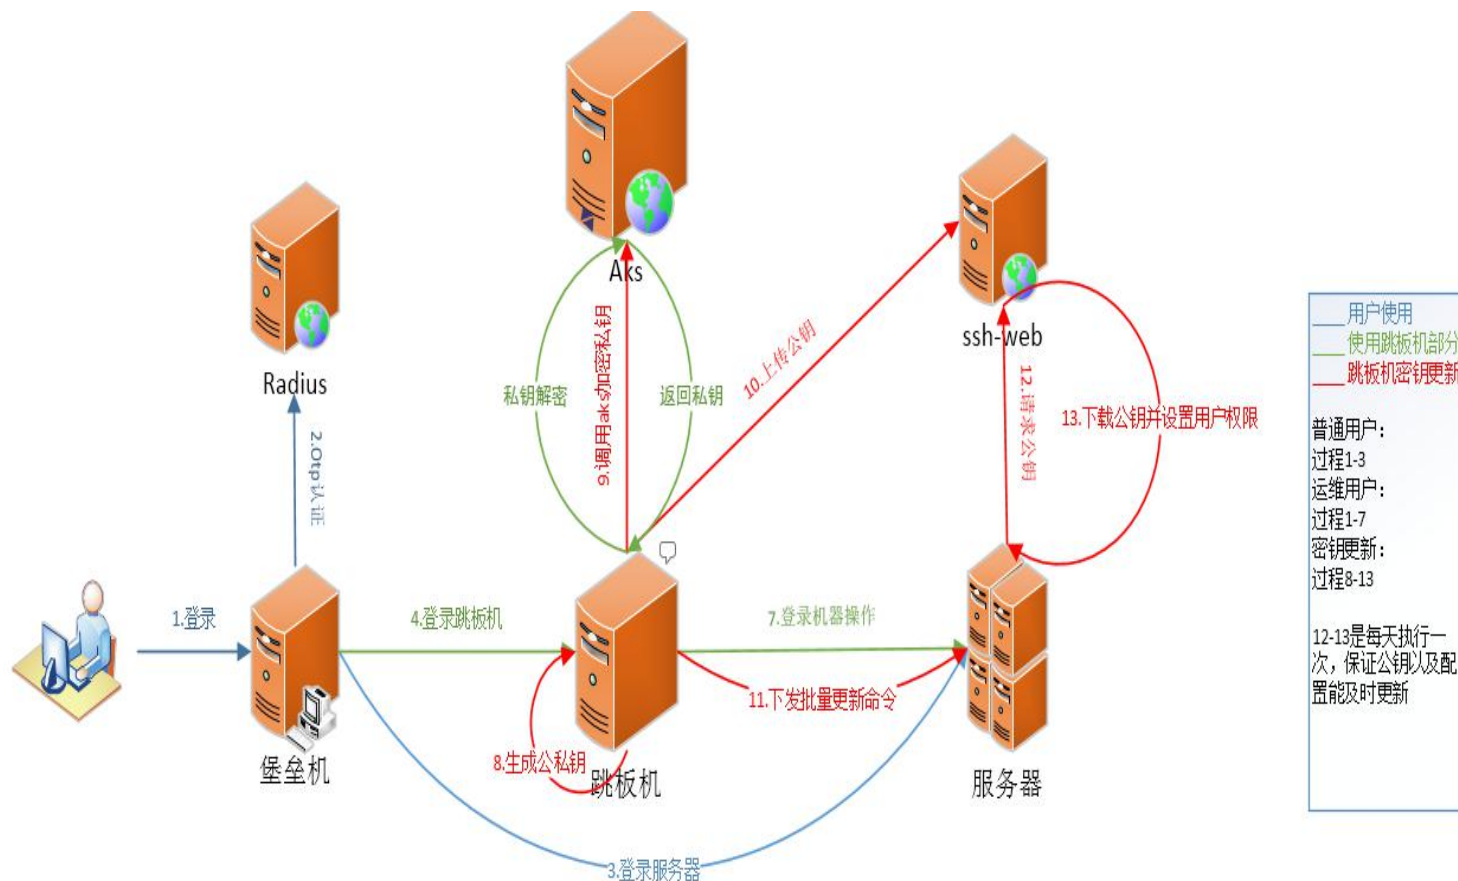 Aks
Radius
ssh-web
2.Otp认证
私钥解密
9.调用aks加密私钥
返回私钥
10.上传公钥
12.请求公钥
13.下载公钥并设置用户权限
1.登录
4.登录跳板机
7.登录机器操作
11.下发批量更新命令
8.生成公私钥
堡垒机
跳板机
服务器
3.登录服务器
用户使用
使用跳板机部分
跳板机密钥更新
普通用户：
过程1-3
运维用户：
过程1-7
密钥更新：
过程8-13
12-13是每天执行一
次，保证公钥以及配
置能及时更新